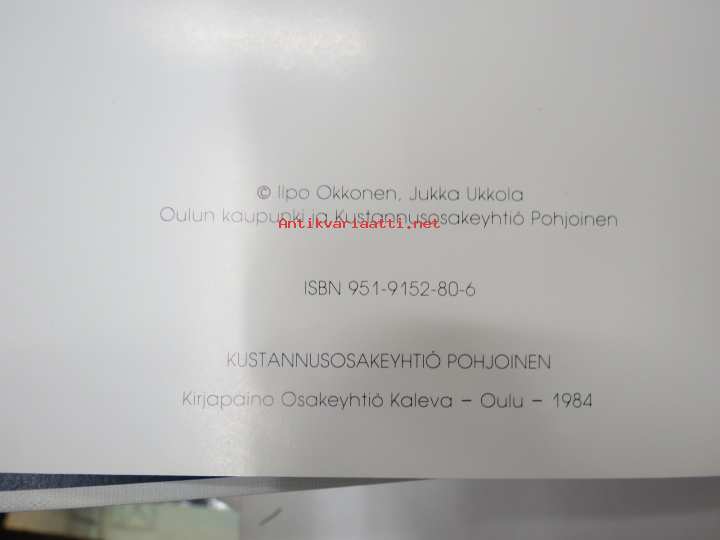 © Ilpo Okkonen, Jukka Ukkola
Oulun kaupunki ja Kustannusosakeyhtiö Pohjoinen
Antikvariaatti.net
ISBN 951-9152-80-6
KUSTANNUSOSAKEYHTIÖ POHJOINEN
Kirjapaino Osakeyhtiö Kaleva – Oulu – 1984